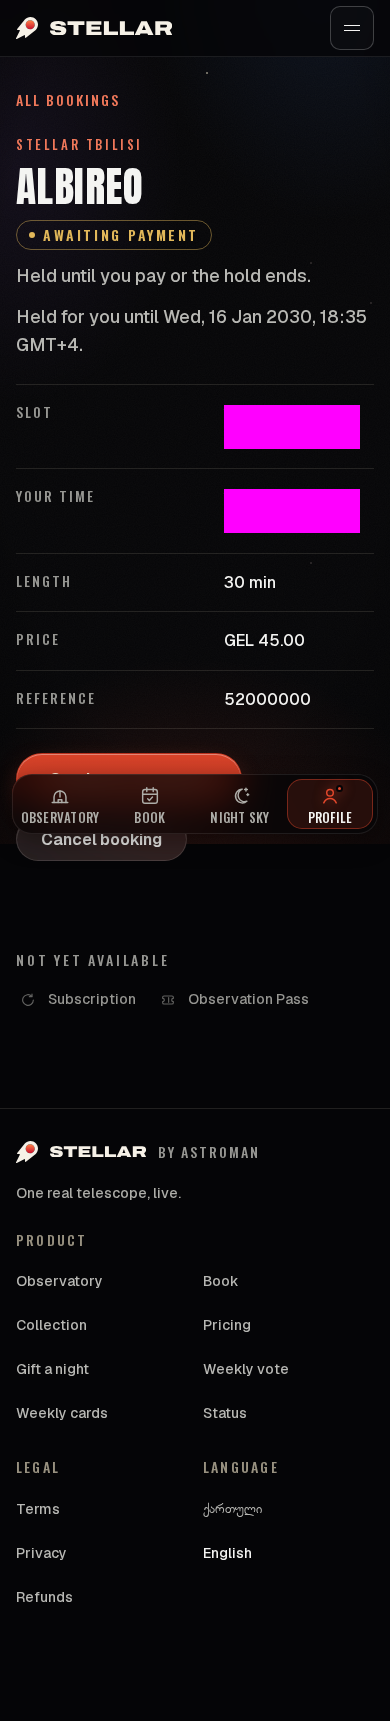 STELLAR
ALL BOOKINGS
STELLAR TBILISI
ALBIREO
AWAITING PAYMENT
Held until you pay or the hold ends.
Held for you until Wed, 16 Jan 2030, 18:35
GMT+4.
SLOT
YOUR TIME
LENGTH 30 min
PRICE GEL 45.00
REFERENCE 52000000
OBSERVATORY BOOK NIGHT SKY PROFILE
Cancel booking
NOT YET AVAILABLE
Subscription Observation Pass
STELLAR BY ASTROMAN
One real telescope, live.
PRODUCT
Observatory Book
Collection Pricing
Gift a night Weekly vote
Weekly cards Status
LEGAL LANGUAGE
Terms ქართული
Privacy English
Refunds